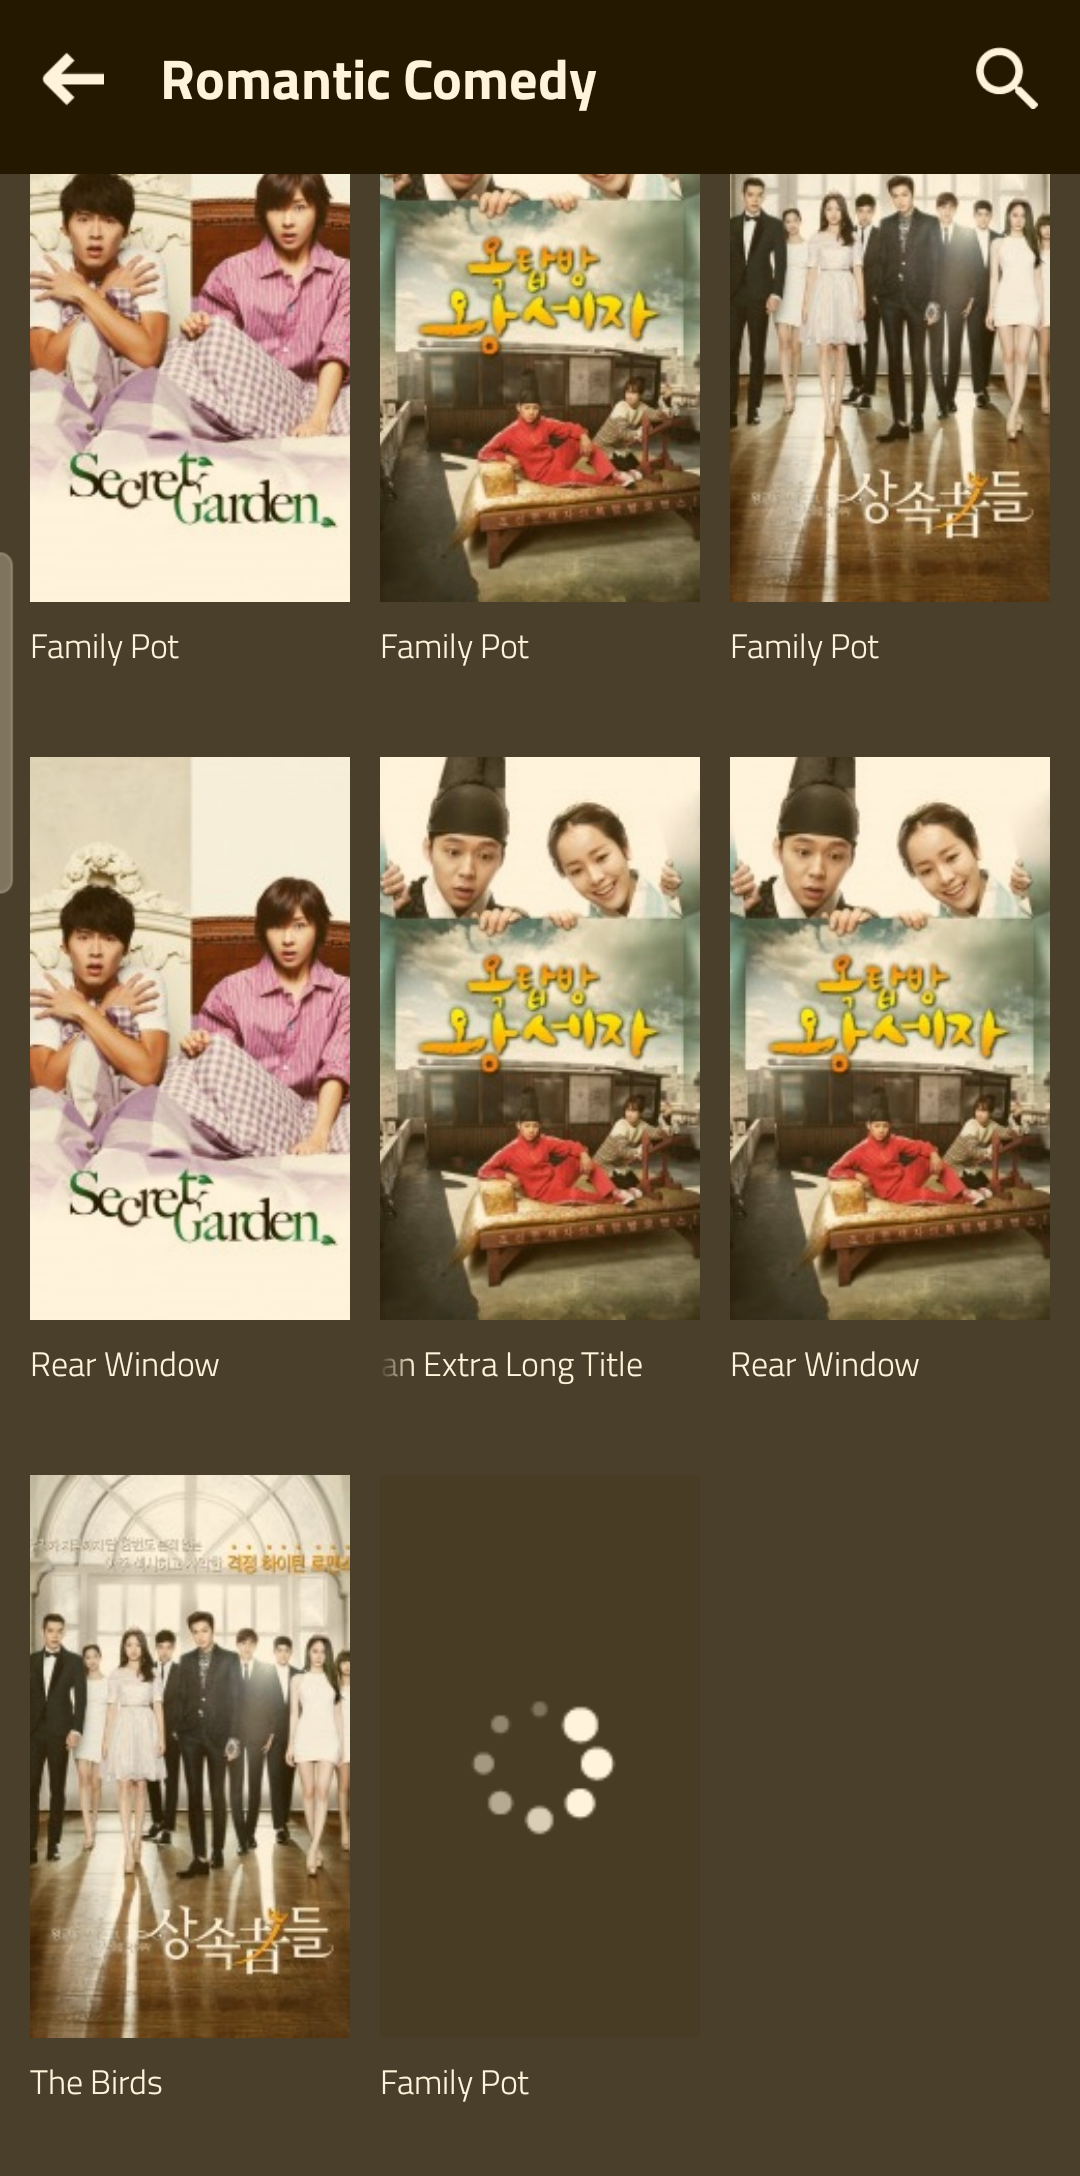 Romantic Comedy
Secret Garden
옥탑방
왕세자
상속者들
Family Pot
Family Pot
Family Pot
Secret Garden
옥탑방
왕세자
옥탑방
왕세자
Rear Window
an Extra Long Title
Rear Window
격정 하이틴 로맨스
상속者들
The Birds
Family Pot